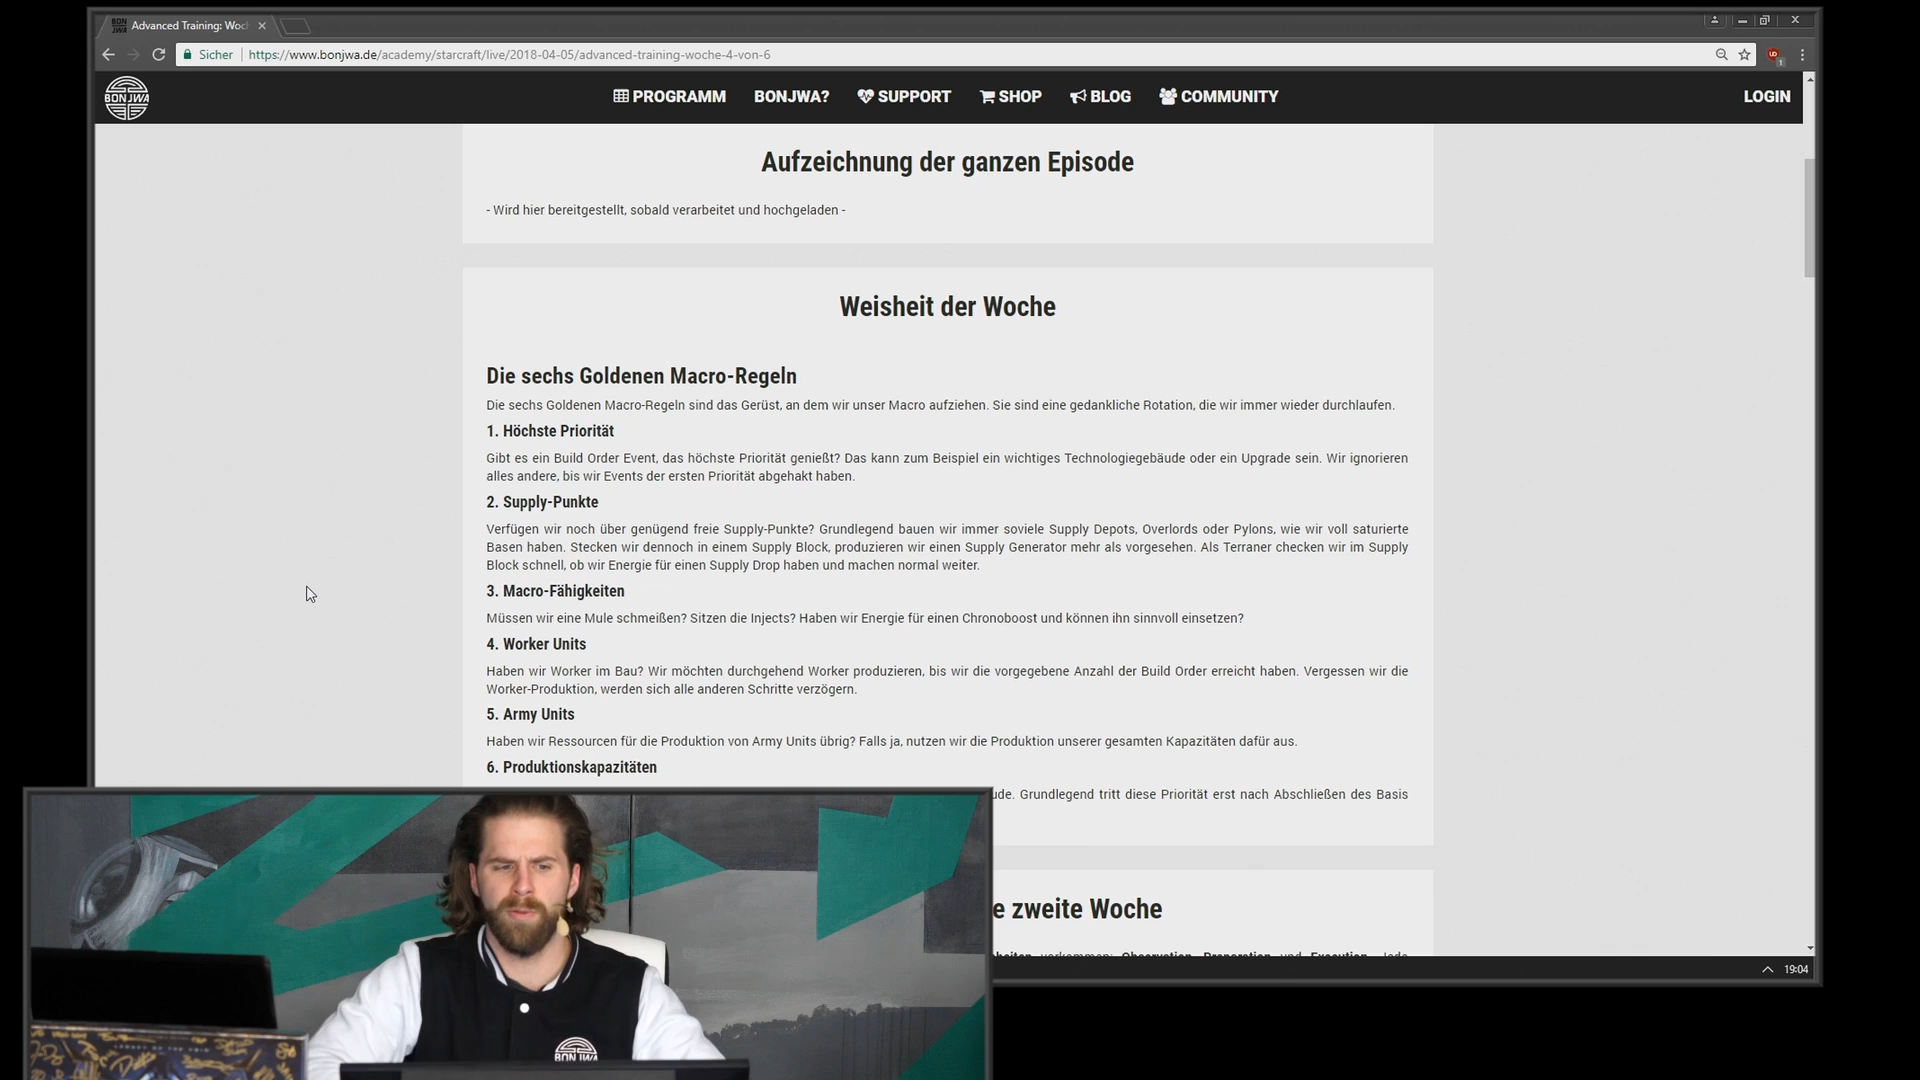 Advanced Training: Woc
Sicher
https://www.bonjwa.de/academy/starcraft/live/2018-04-05/advanced-training-woche-4-von-6
BONJWA
PROGRAMM BONJWA? SUPPORT SHOP BLOG COMMUNITY LOGIN
Aufzeichnung der ganzen Episode
- Wird hier bereitgestellt, sobald verarbeitet und hochgeladen -
Weisheit der Woche
Die sechs Goldenen Macro-Regeln
Die sechs Goldenen Macro-Regeln sind das Gerüst, an dem wir unser Macro aufziehen. Sie sind eine gedankliche Rotation, die wir immer wieder durchlaufen.
1. Höchste Priorität
Gibt es ein Build Order Event, das höchste Priorität genießt? Das kann zum Beispiel ein wichtiges Technologiegebäude oder ein Upgrade sein. Wir ignorieren
alles andere, bis wir Events der ersten Priorität abgehakt haben.
2. Supply-Punkte
Verfügen wir noch über genügend freie Supply-Punkte? Grundlegend bauen wir immer soviele Supply Depots, Overlords oder Pylons, wie wir voll saturierte
Basen haben. Stecken wir dennoch in einem Supply Block, produzieren wir einen Supply Generator mehr als vorgesehen. Als Terraner checken wir im Supply
Block schnell, ob wir Energie für einen Supply Drop haben und machen normal weiter.
3. Macro-Fähigkeiten
Müssen wir eine Mule schmeißen? Sitzen die Injects? Haben wir Energie für einen Chronoboost und können ihn sinnvoll einsetzen?
4. Worker Units
Haben wir Worker im Bau? Wir möchten durchgehend Worker produzieren, bis wir die vorgegebene Anzahl der Build Order erreicht haben. Vergessen wir die
Worker-Produktion, werden sich alle anderen Schritte verzögern.
5. Army Units
Haben wir Ressourcen für die Produktion von Army Units übrig? Falls ja, nutzen wir die Produktion unserer gesamten Kapazitäten dafür aus.
6. Produktionskapazitäten
ude. Grundlegend tritt diese Priorität erst nach Abschließen des Basis
e zweite Woche
19:04
BONJWA